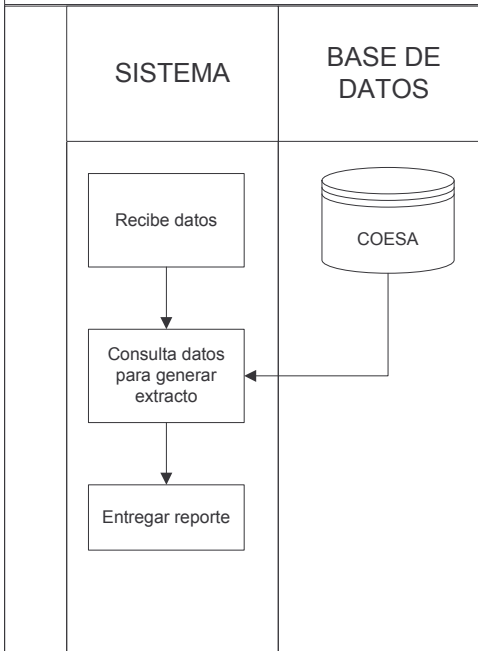 SISTEMA
BASE DE
DATOS
Recibe datos
COESA
Consulta datos
para generar
extracto
Entregar reporte